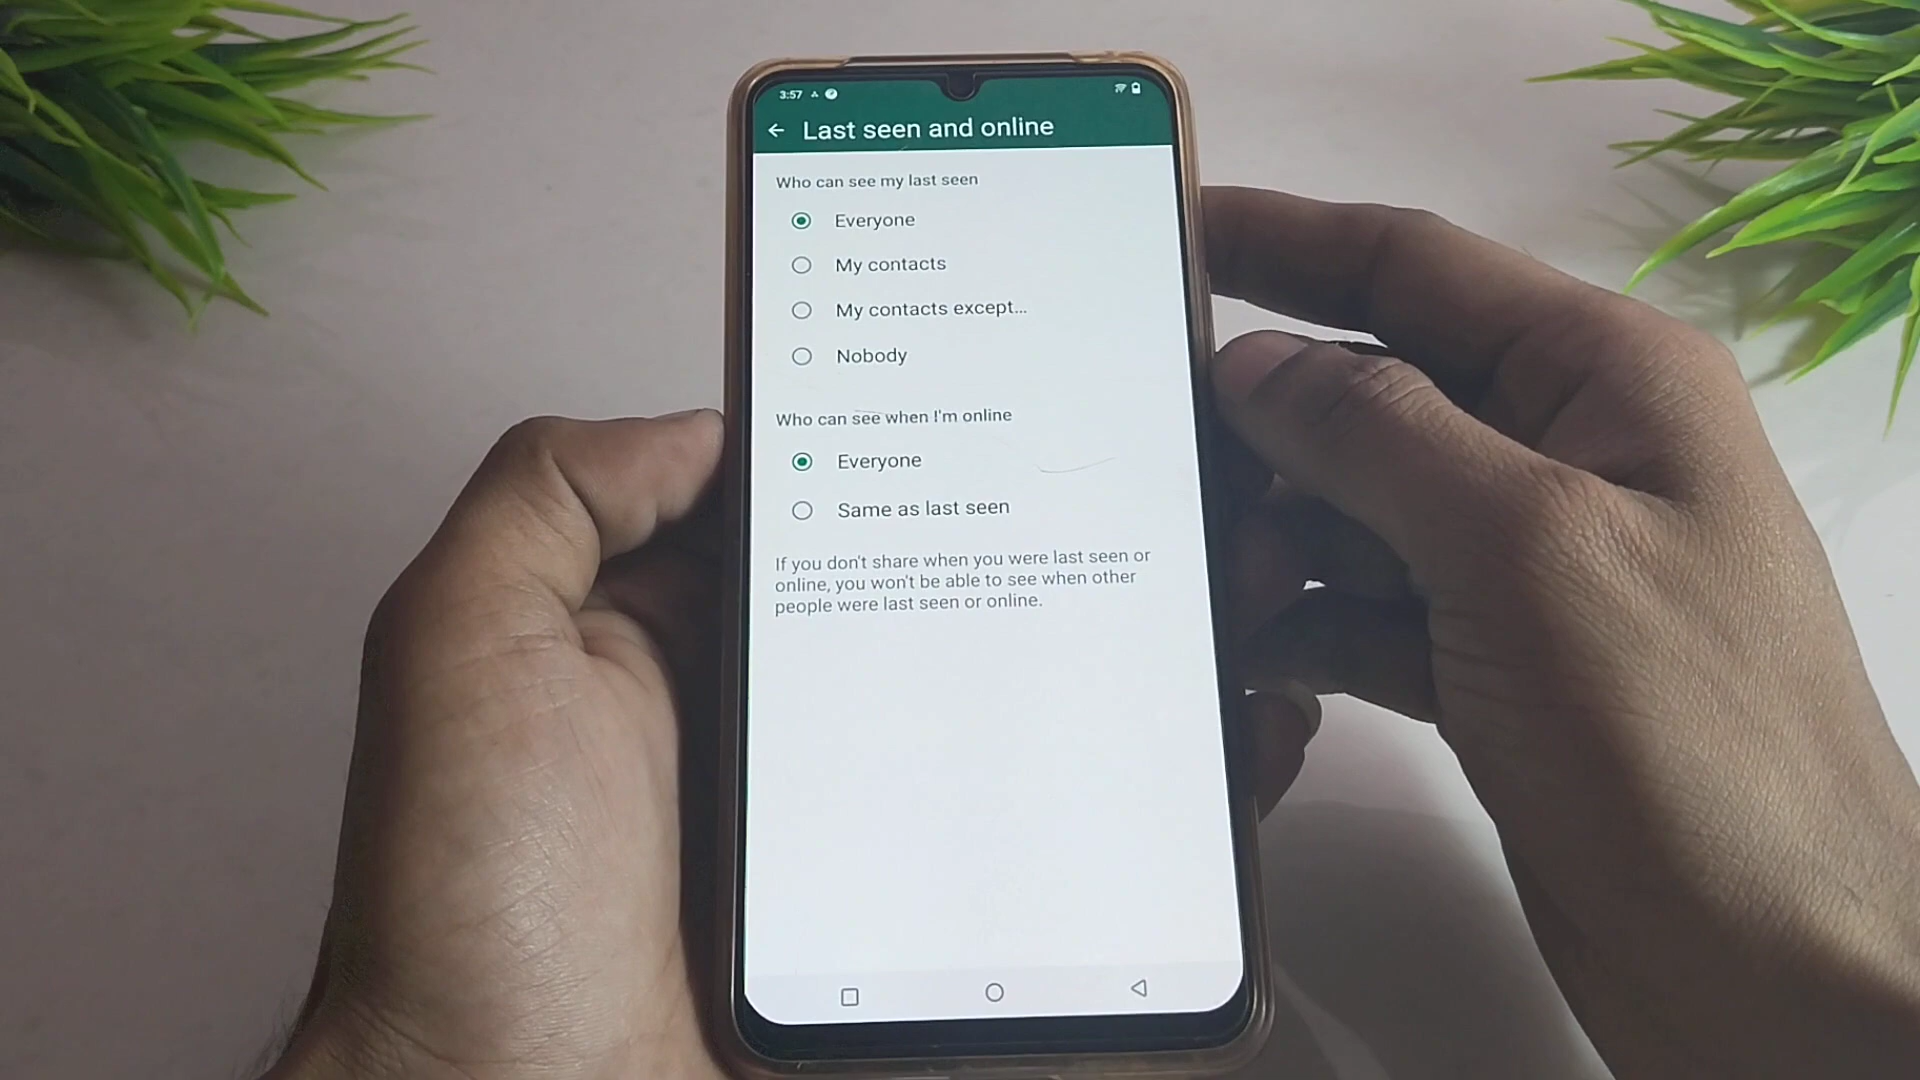 3:57
Last seen and online
Who can see my last seen
Everyone
My contacts
My contacts except...
Nobody
Who can see when I'm online
Everyone
Same as last seen
If you don't share when you were last seen or
online, you won't be able to see when other
people were last seen or online.